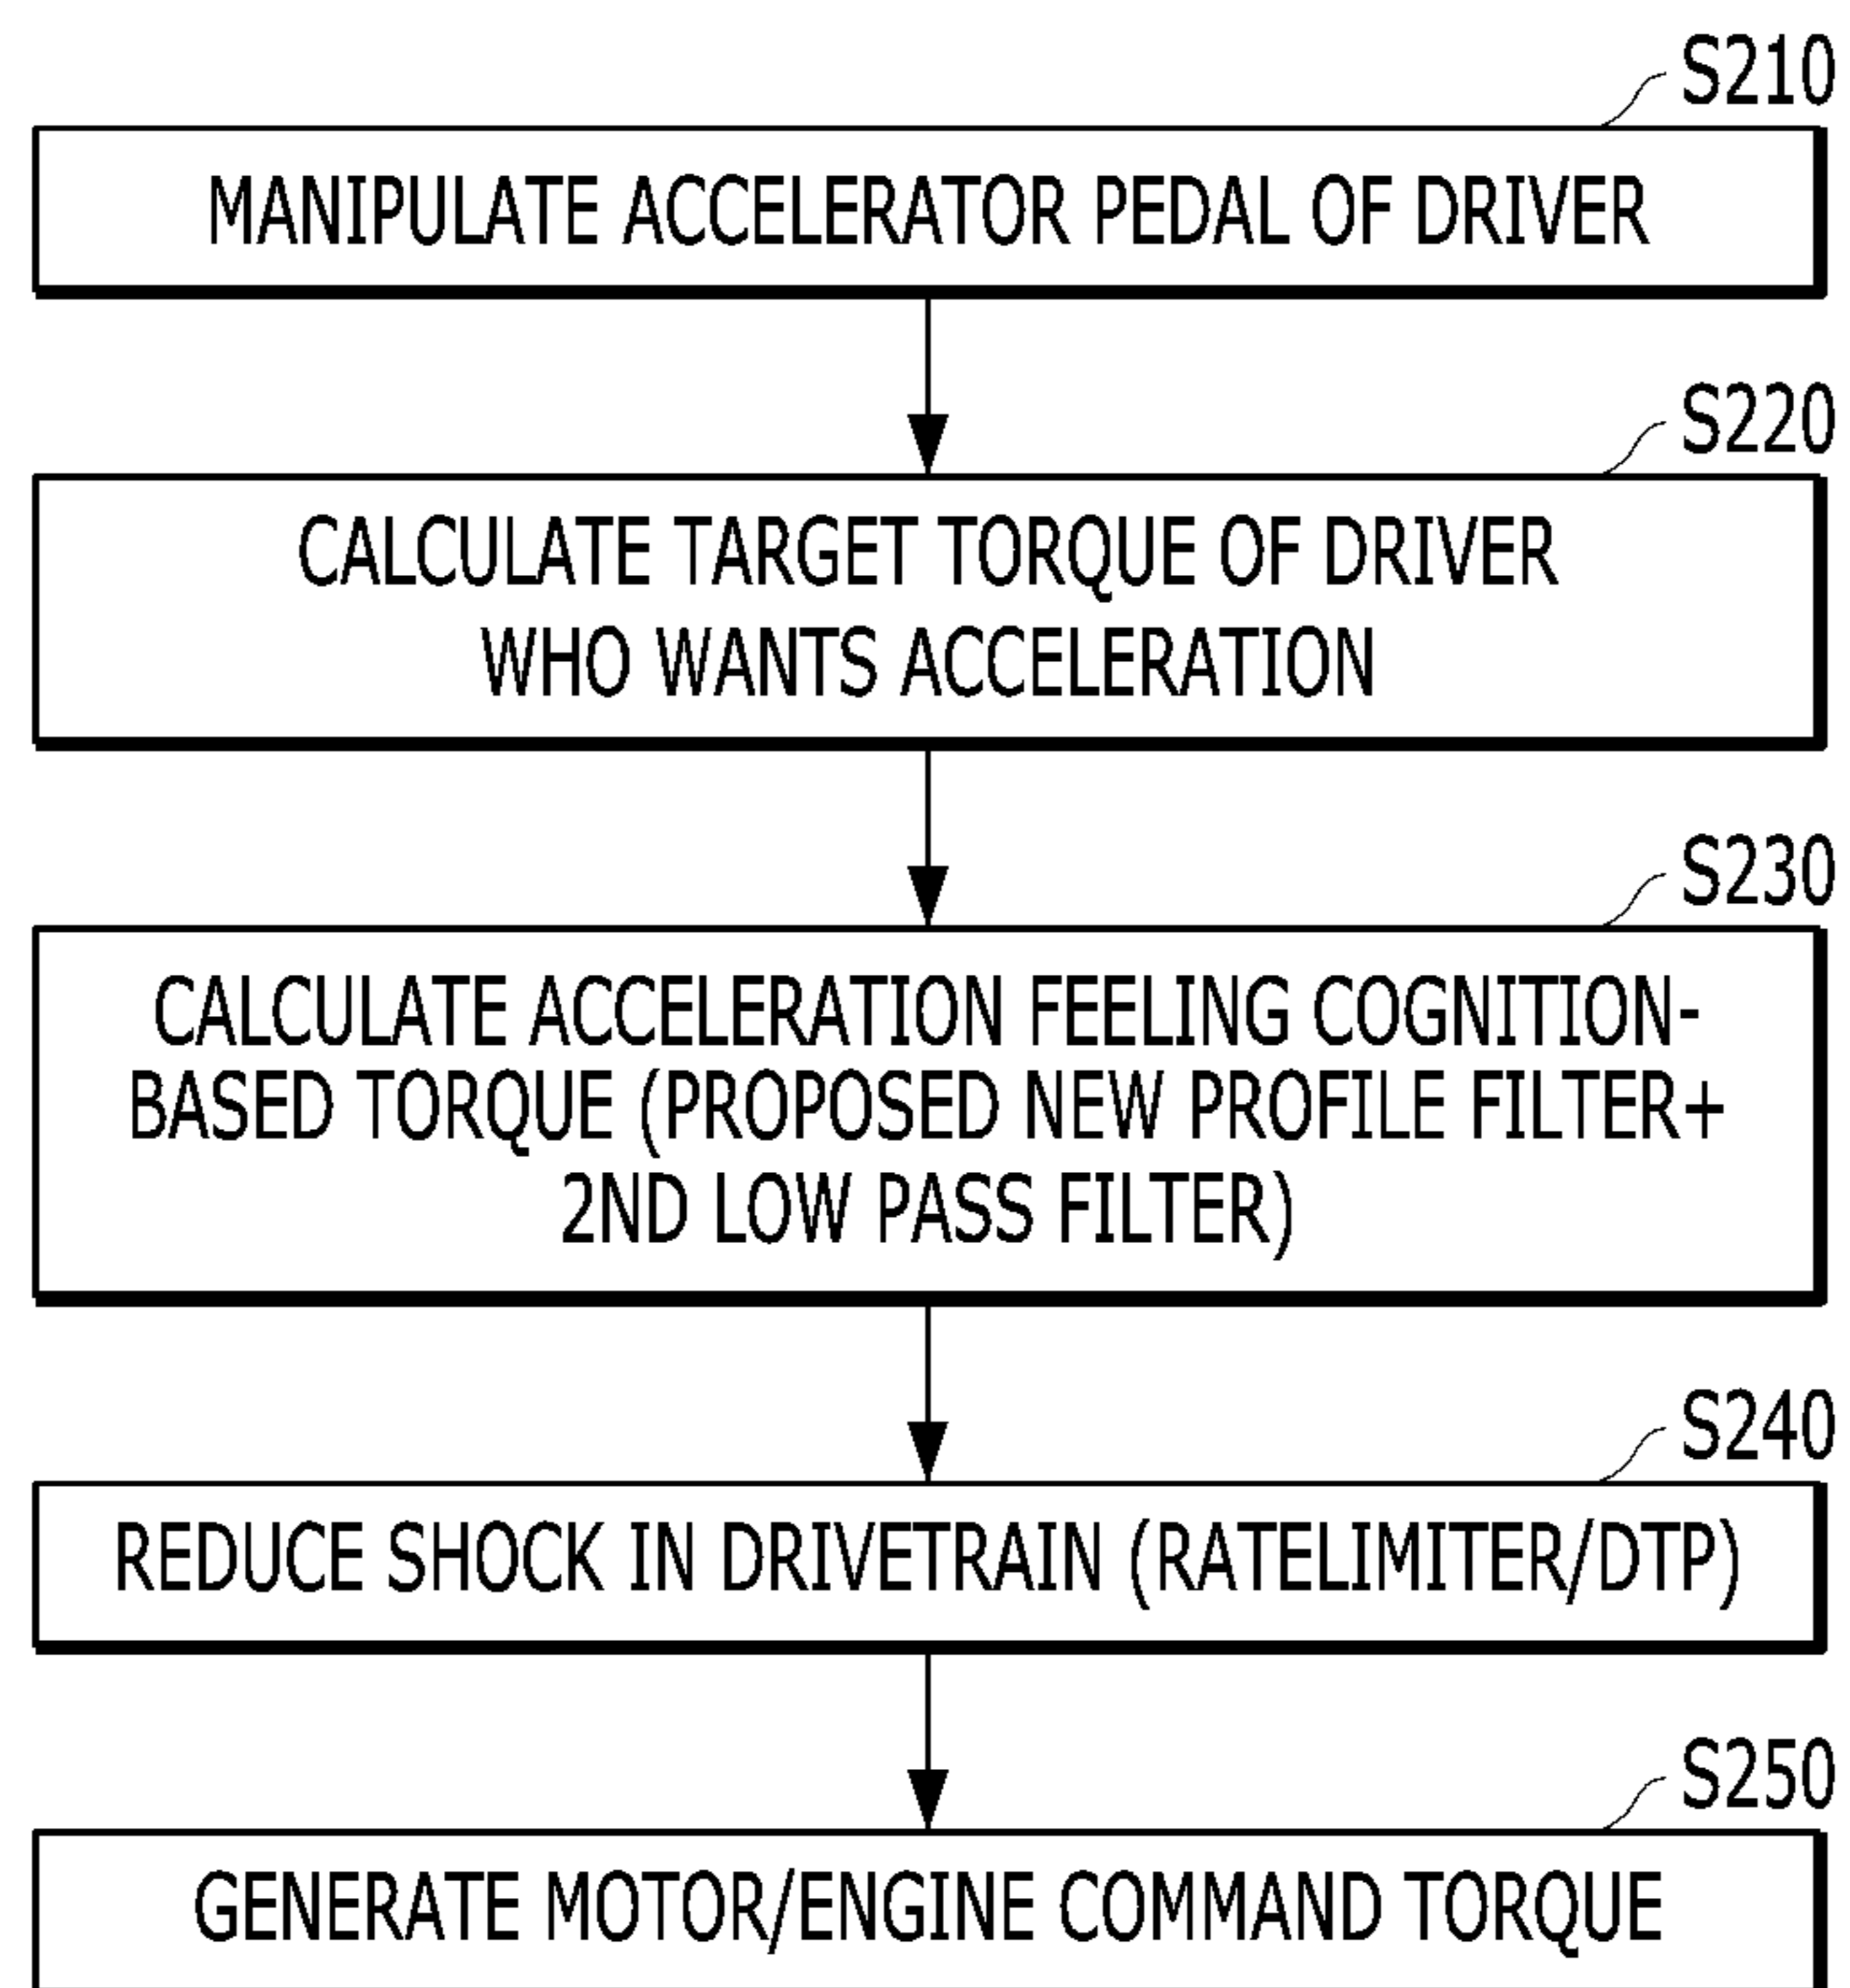 S210
MANIPULATE ACCELERATOR PEDAL OF DRIVER
S220
CALCULATE TARGET TORQUE OF DRIVER
WHO WANTS ACCELERATION
S230
CALCULATE ACCELERATION FEELING COGNITION-
BASED TORQUE (PROPOSED NEW PROFILE FILTER+
2ND LOW PASS FILTER)
S240
REDUCE SHOCK IN DRIVETRAIN (RATELIMITER/DTP)
S250
GENERATE MOTOR/ENGINE COMMAND TORQUE